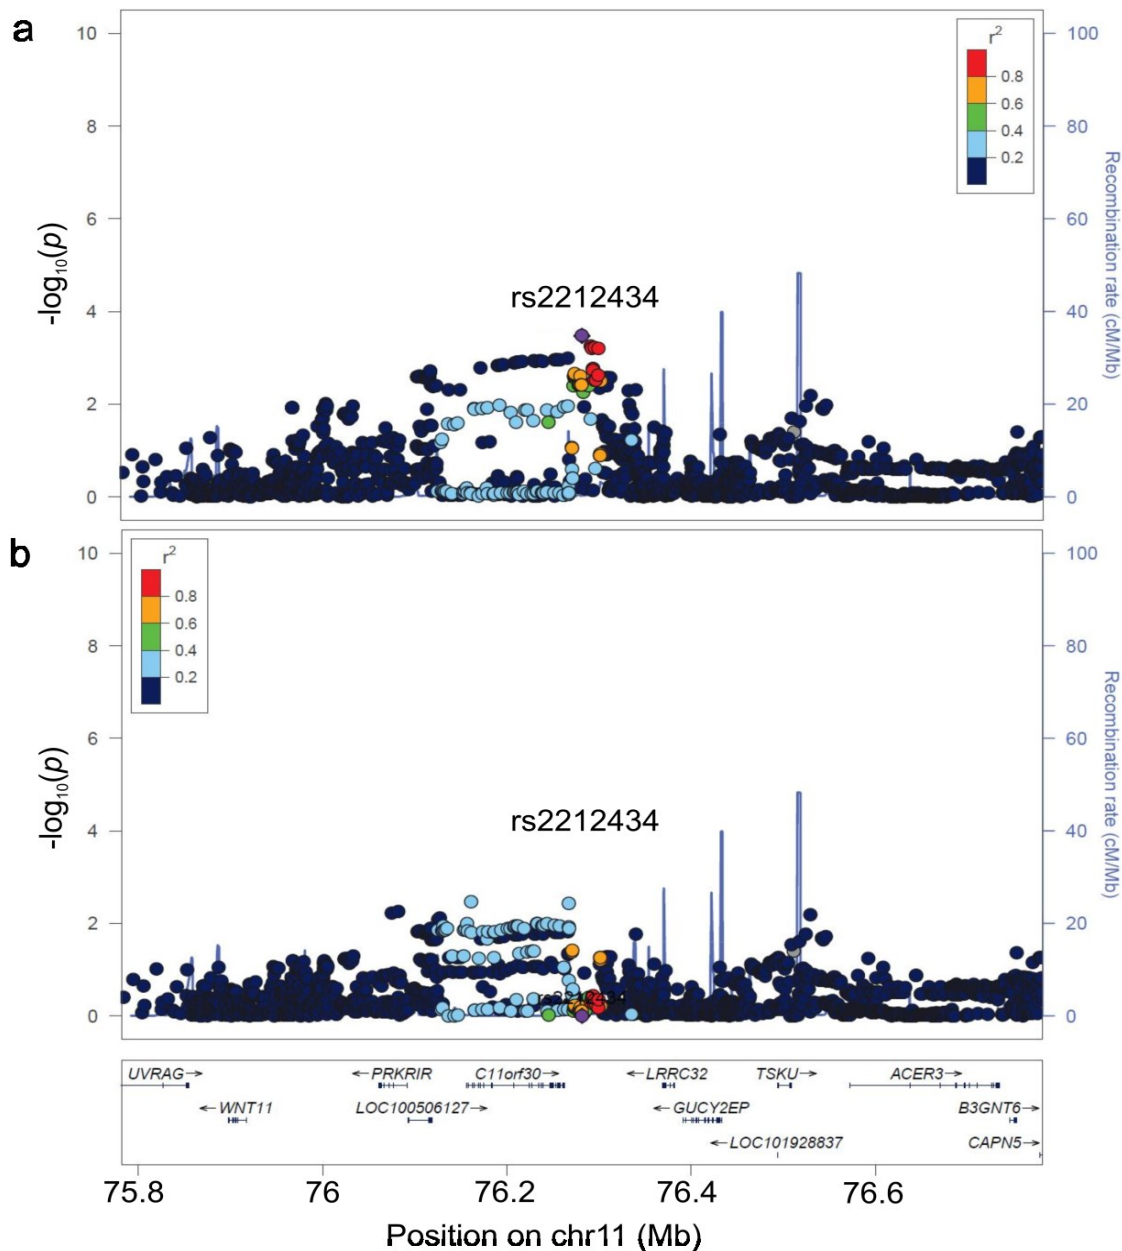 a
r2
0.8
0.6
0.4
0.2
10
8
6
4
2
0
-log10(p)
rs2212434
100
80
60
40
20
0
Recombination rate (cM/Mb)
b
r2
0.8
0.6
0.4
0.2
10
8
6
4
2
0
-log10(p)
rs2212434
100
80
60
40
20
0
Recombination rate (cM/Mb)
UVRAG→ ←PRKRIR C11orf30→ ←LRRC32 TSKU→ ACER3→
←WNT11 LOC100506127→ ←GUCY2EP B3GNT6→
←LOC101928837 CAPN5→
75.8 76 76.2 76.4 76.6
Position on chr11 (Mb)